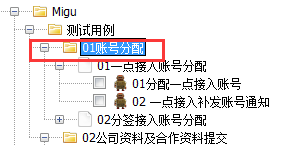 Migu
测试用例
01账号分配
01一点接入账号分配
01分配一点接入账号
02 一点接入补发账号通知
02分签接入账号分配
02公司资料及合作资料提交